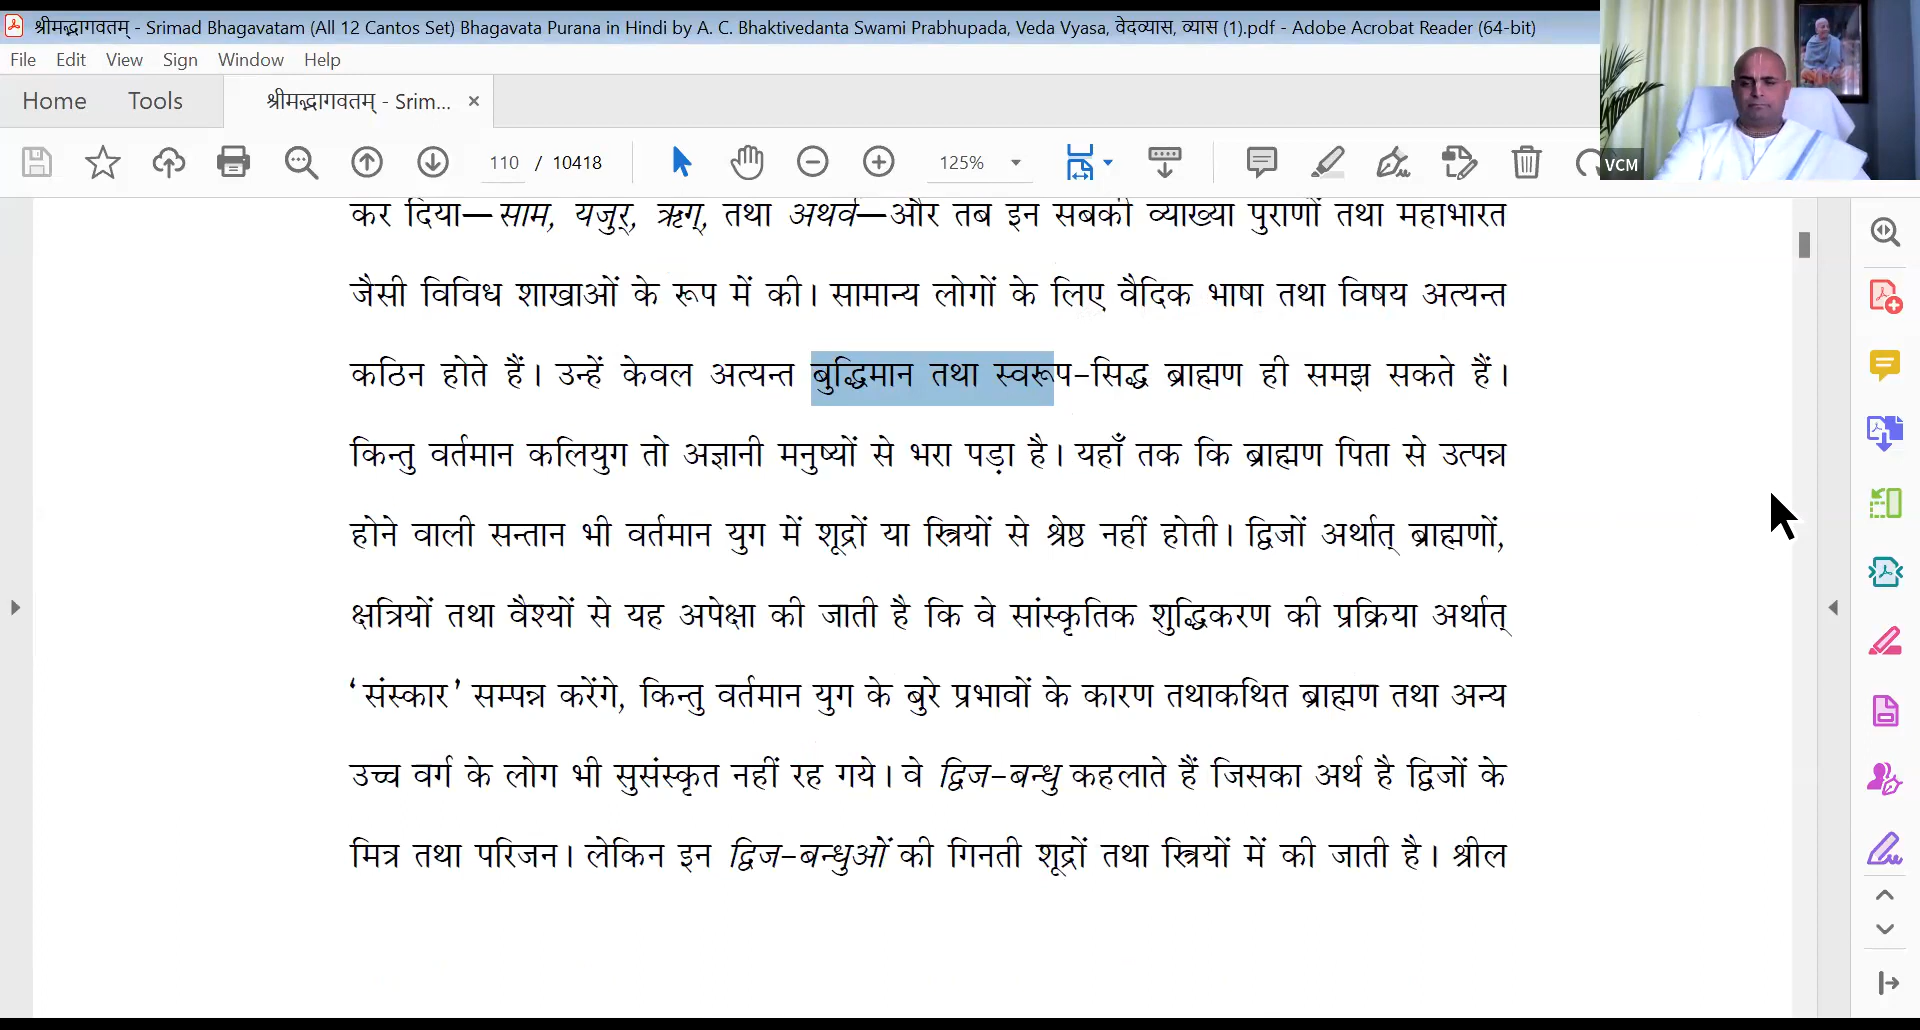 श्रीमद्भागवतम् - Srimad Bhagavatam (All 12 Cantos Set) Bhagavata Purana in Hindi by A. C. Bhaktivedanta Swami Prabhupada, Veda Vyasa, वेदव्यास, व्यास (1).pdf - Adobe Acrobat Reader (64-bit)
File Edit View Sign Window Help
Home Tools श्रीमद्भागवतम् - Srim... ×
110 / 10418 125%
VCM
कर दिया—साम, यजुर्, ऋग्, तथा अथर्व—और तब इन सबकी व्याख्या पुराणों तथा महाभारत
जैसी विविध शाखाओं के रूप में की। सामान्य लोगों के लिए वैदिक भाषा तथा विषय अत्यन्त
कठिन होते हैं। उन्हें केवल अत्यन्त बुद्धिमान तथा स्वरूप-सिद्ध ब्राह्मण ही समझ सकते हैं।
किन्तु वर्तमान कलियुग तो अज्ञानी मनुष्यों से भरा पड़ा है। यहाँ तक कि ब्राह्मण पिता से उत्पन्न
होने वाली सन्तान भी वर्तमान युग में शूद्रों या स्त्रियों से श्रेष्ठ नहीं होती। द्विजों अर्थात् ब्राह्मणों,
क्षत्रियों तथा वैश्यों से यह अपेक्षा की जाती है कि वे सांस्कृतिक शुद्धिकरण की प्रक्रिया अर्थात्
‘संस्कार’ सम्पन्न करेंगे, किन्तु वर्तमान युग के बुरे प्रभावों के कारण तथाकथित ब्राह्मण तथा अन्य
उच्च वर्ग के लोग भी सुसंस्कृत नहीं रह गये। वे द्विज-बन्धु कहलाते हैं जिसका अर्थ है द्विजों के
मित्र तथा परिजन। लेकिन इन द्विज-बन्धुओं की गिनती शूद्रों तथा स्त्रियों में की जाती है। श्रील